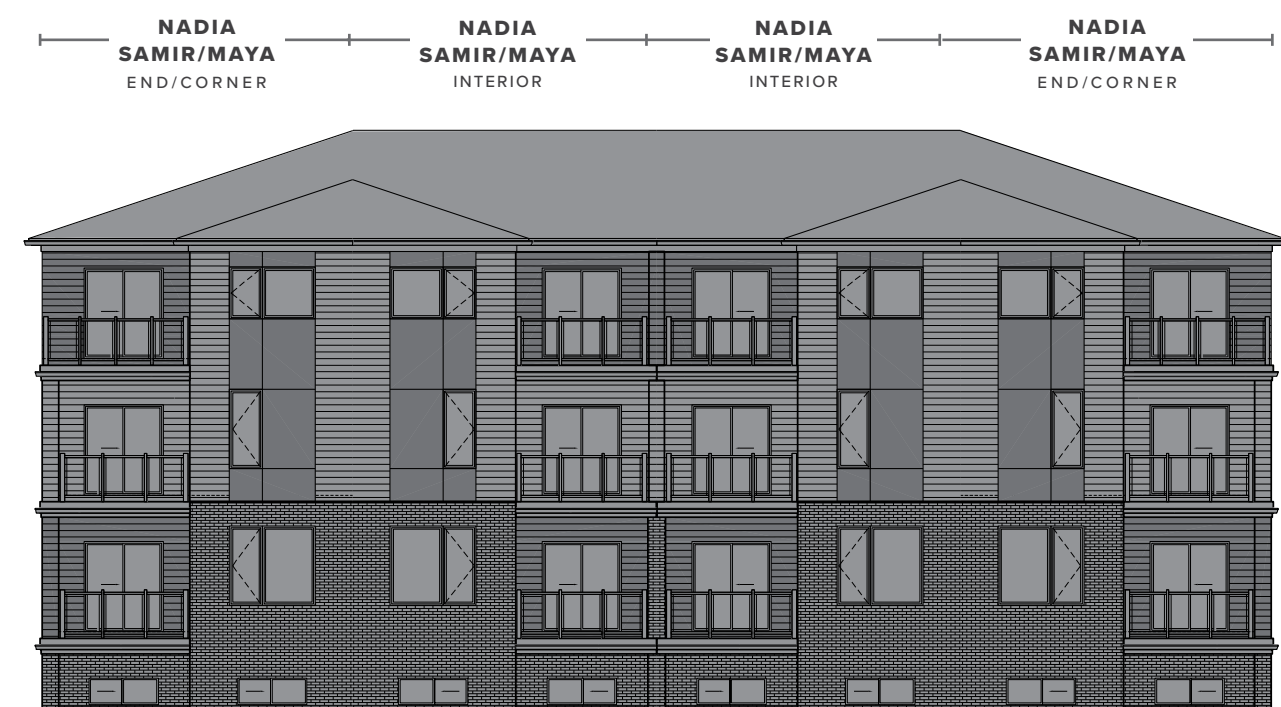 NADIA
SAMIR/MAYA
END/CORNER
NADIA
SAMIR/MAYA
INTERIOR
NADIA
SAMIR/MAYA
INTERIOR
NADIA
SAMIR/MAYA
END/CORNER